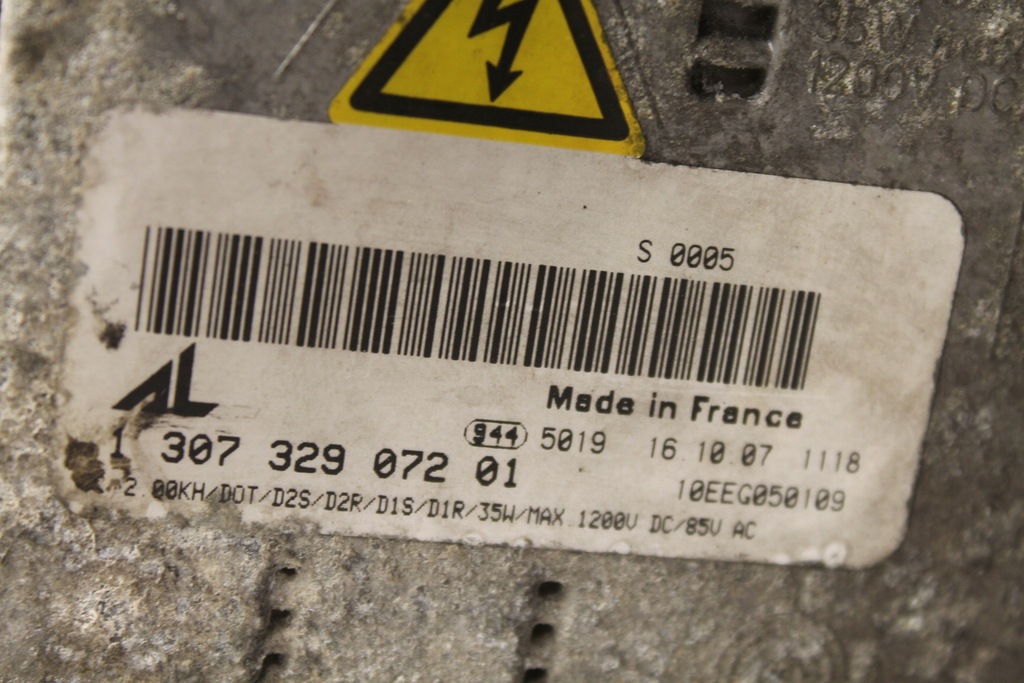 35W
1200V DC
S 0005
AL
Made in France
944 5019 16.10.07 1118
1 307 329 072 01
10EEG050109
2.00KH/DOT/D2S/D2R/D1S/D1R/35W/MAX 1200V DC/85V AC